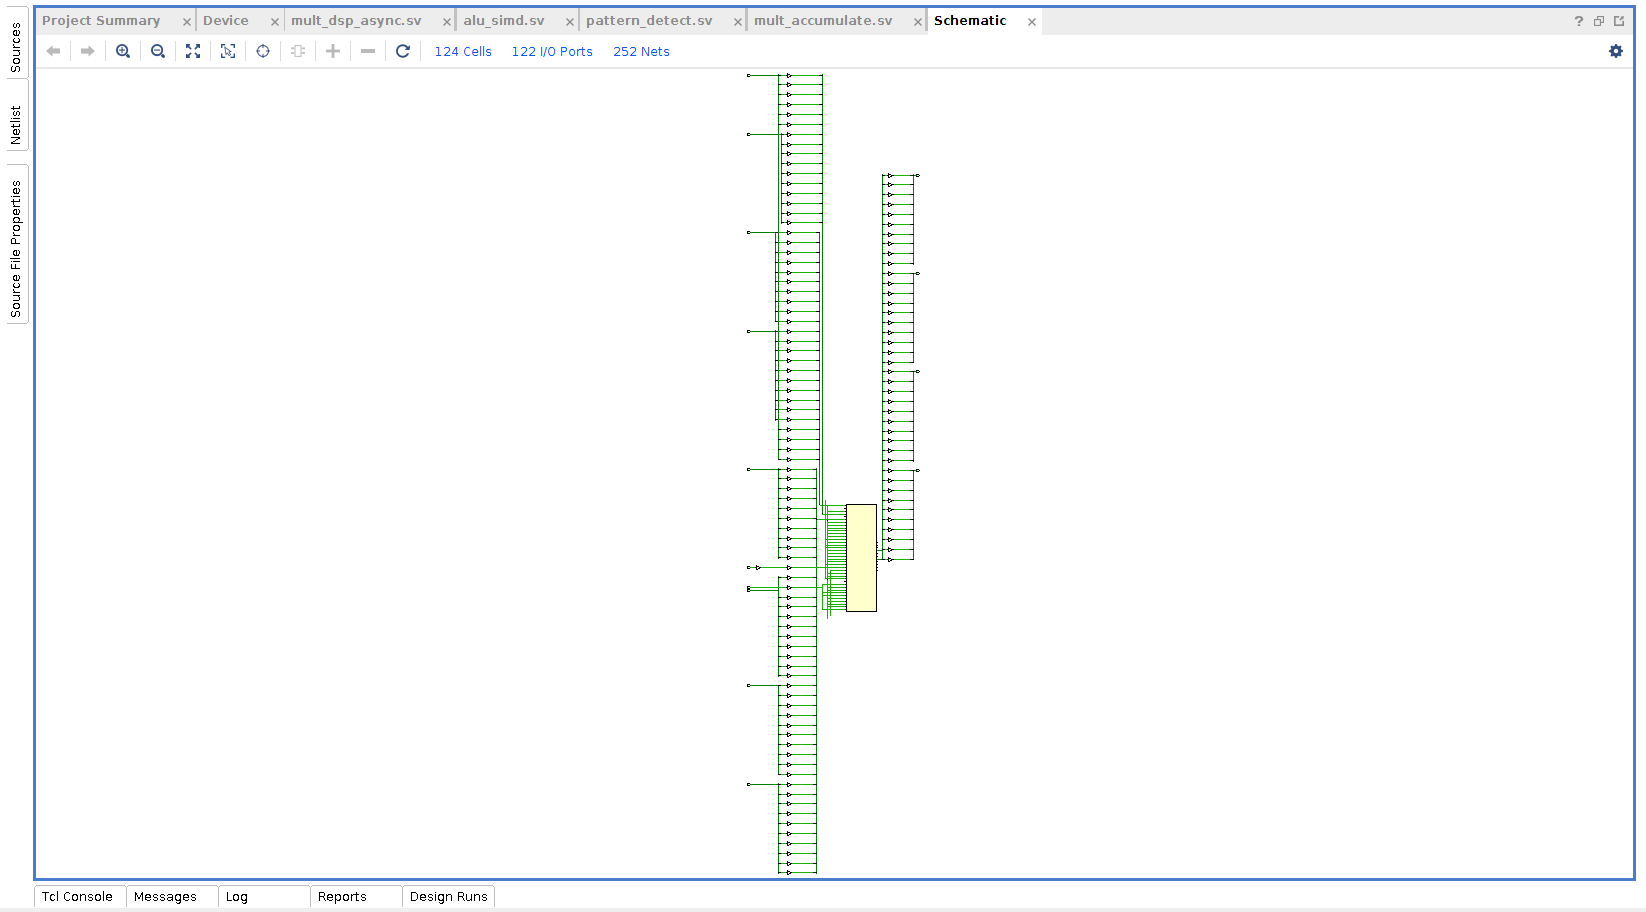 Project Summary × Device × mult_dsp_async.sv × alu_simd.sv × pattern_detect.sv × mult_accumulate.sv × Schematic × ?
124 Cells 122 I/O Ports 252 Nets
Sources
Netlist
Source File Properties
Tcl Console Messages Log Reports Design Runs